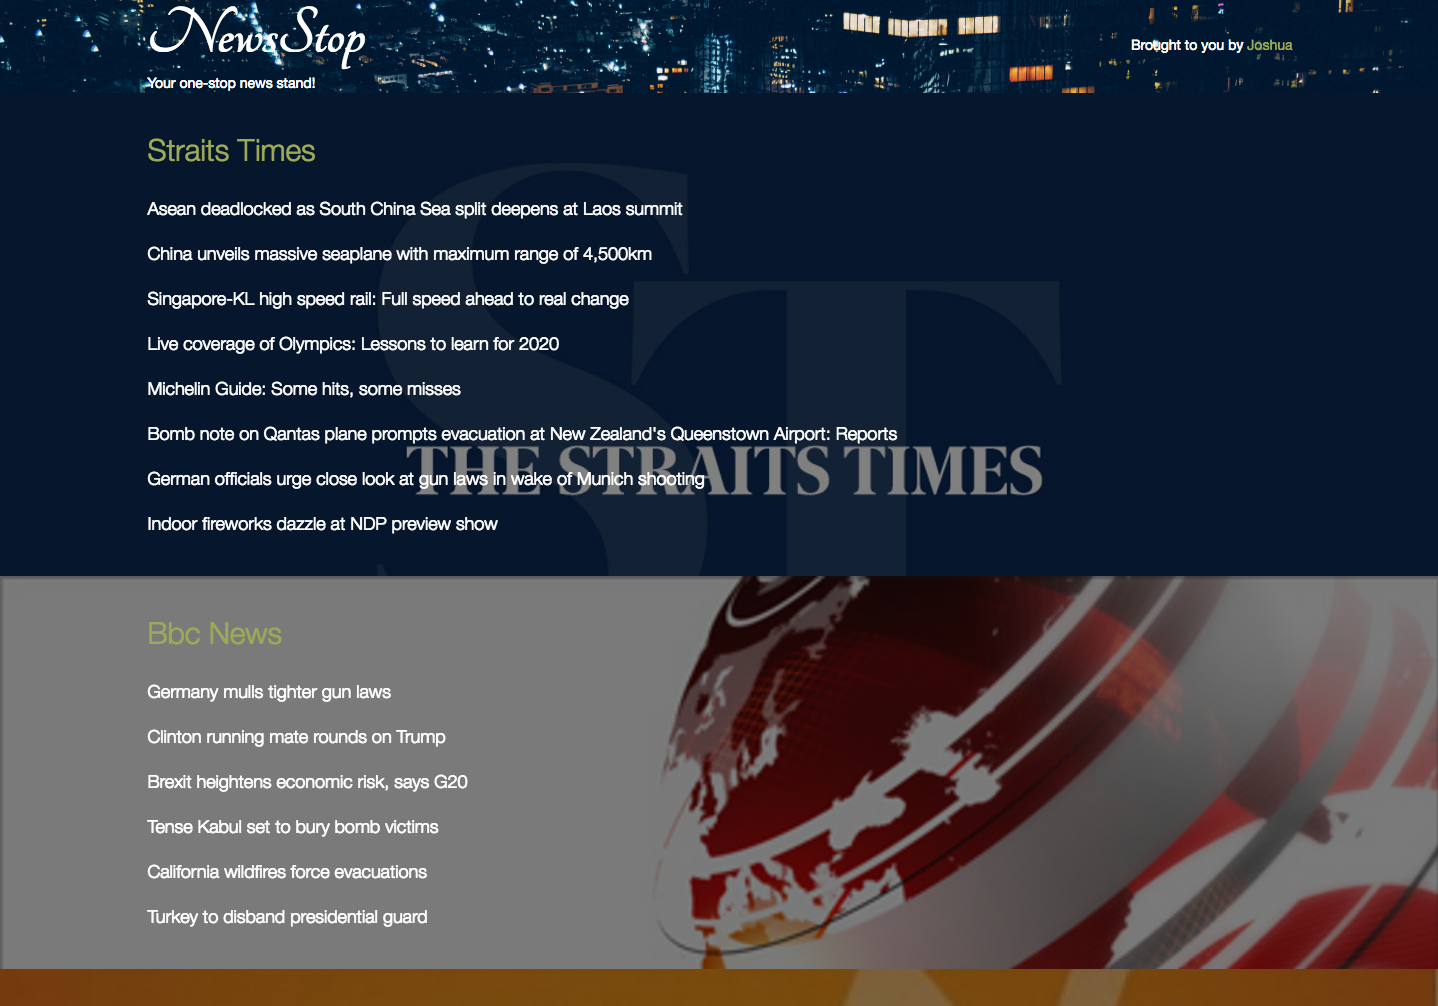 NewsStop
Your one-stop news stand!
Brought to you by Joshua
Straits Times
Asean deadlocked as South China Sea split deepens at Laos summit
China unveils massive seaplane with maximum range of 4,500km
Singapore-KL high speed rail: Full speed ahead to real change
Live coverage of Olympics: Lessons to learn for 2020
Michelin Guide: Some hits, some misses
Bomb note on Qantas plane prompts evacuation at New Zealand's Queenstown Airport: Reports
German officials urge close look at gun laws in wake of Munich shooting
Indoor fireworks dazzle at NDP preview show
ST
THE STRAITS TIMES
Bbc News
Germany mulls tighter gun laws
Clinton running mate rounds on Trump
Brexit heightens economic risk, says G20
Tense Kabul set to bury bomb victims
California wildfires force evacuations
Turkey to disband presidential guard